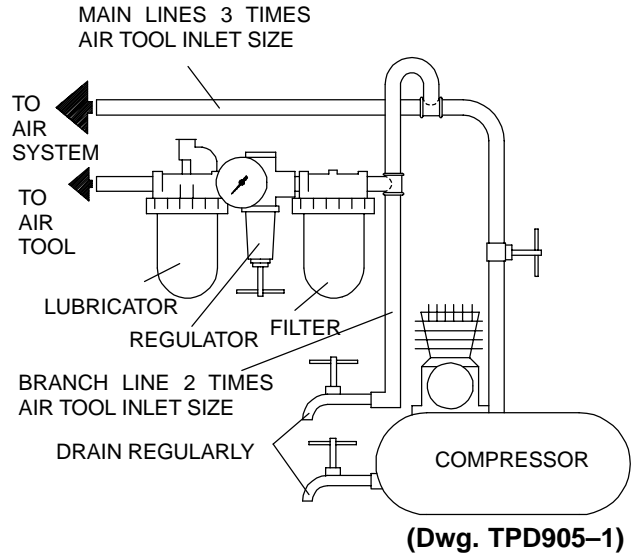 MAIN LINES 3 TIMES
AIR TOOL INLET SIZE
TO
AIR
SYSTEM
TO
AIR
TOOL
LUBRICATOR
REGULATOR
FILTER
BRANCH LINE 2 TIMES
AIR TOOL INLET SIZE
DRAIN REGULARLY
COMPRESSOR
(Dwg. TPD905–1)